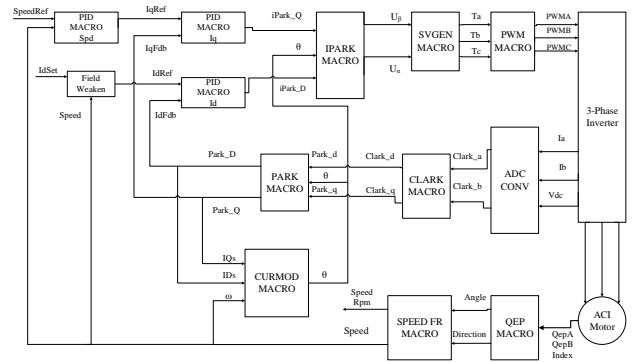 SpeedRef
PID
MACRO
Spd
IqRef
IqFdb
PID
MACRO
Iq
iPark_Q
θ
iPark_D
IPARK
MACRO
Uβ
Uα
SVGEN
MACRO
Ta
Tb
Tc
PWM
MACRO
PWMA
PWMB
PWMC
IdSet
Field
Weaken
Speed
IdRef
IdFdb
PID
MACRO
Id
3-Phase
Inverter
Park_D
Park_Q
PARK
MACRO
Park_d
θ
Park_q
Clark_d
Clark_q
CLARK
MACRO
Clark_a
Clark_b
ADC
CONV
Ia
Ib
Vdc
IQs
IDs
ω
CURMOD
MACRO
θ
Speed
Rpm
Speed
SPEED FR
MACRO
Angle
Direction
QEP
MACRO
QepA
QepB
Index
ACI
Motor